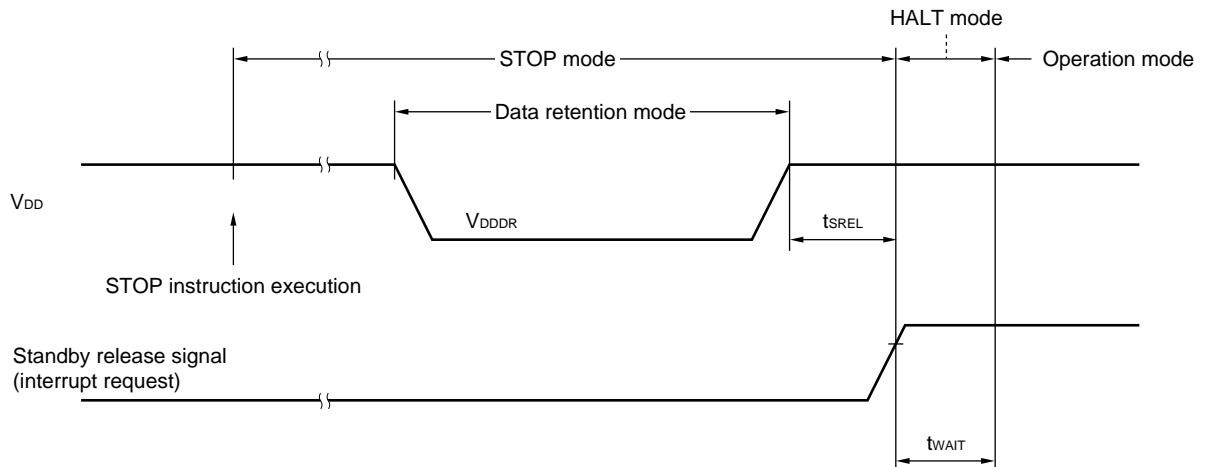 HALT mode
STOP mode
Operation mode
Data retention mode
VDD
VDDDR
tSREL
STOP instruction execution
Standby release signal
(interrupt request)
tWAIT